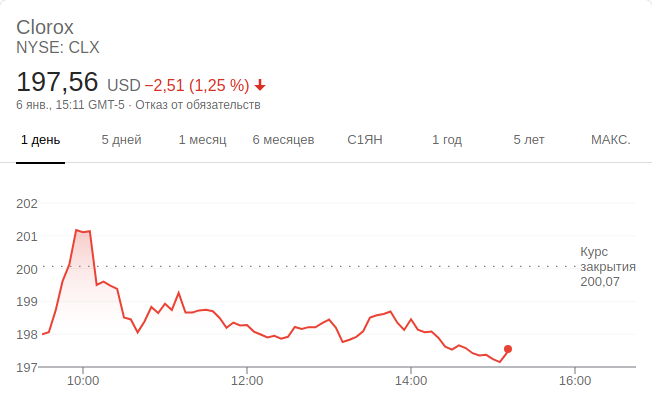 Clorox
NYSE: CLX
197,56 USD −2,51 (1,25 %)
6 янв., 15:11 GMT-5 · Отказ от обязательств
1 день 5 дней 1 месяц 6 месяцев С1ЯН 1 год 5 лет МАКС.
202
201
200
199
198
197
Курс
закрытия
200,07
10:00 12:00 14:00 16:00